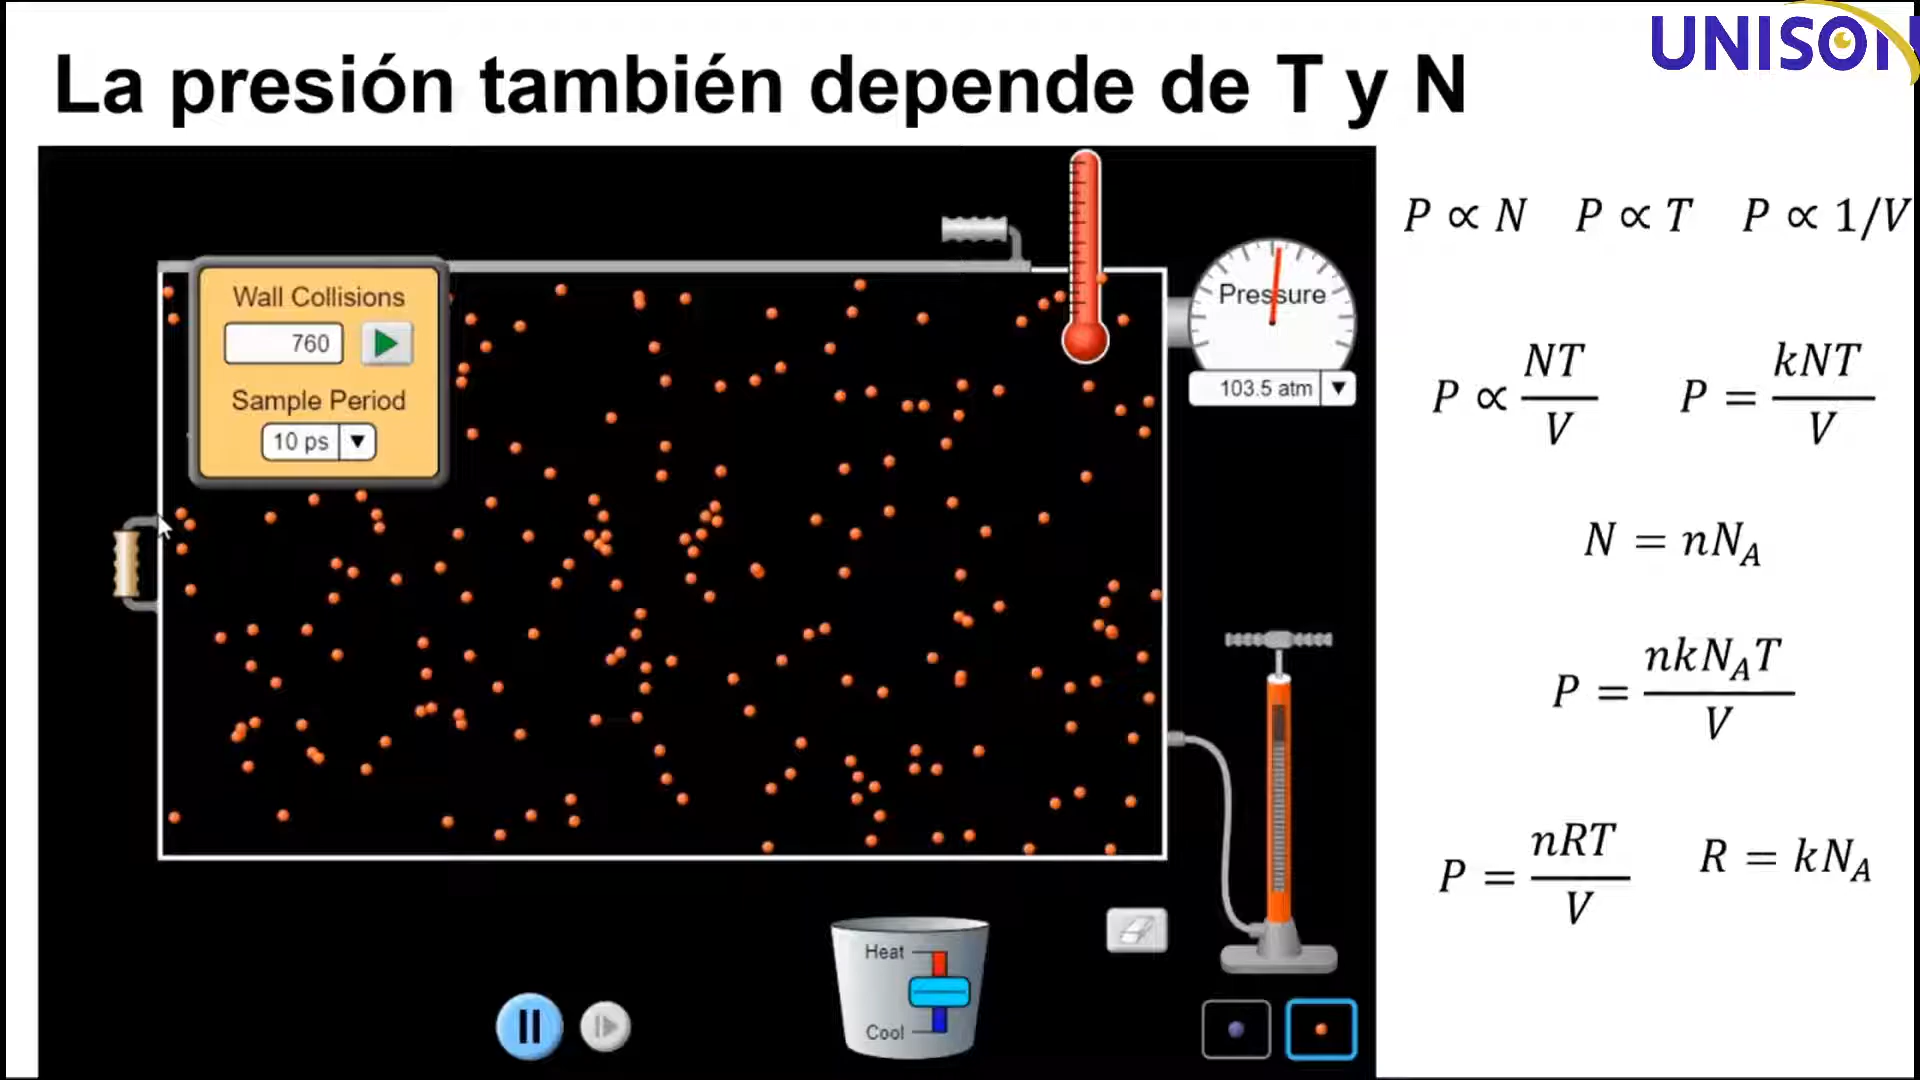 UNISON
La presión también depende de T y N
Wall Collisions
760
Sample Period
10 ps
Pressure
103.5 atm
Heat
Cool
P ∝ N P ∝ T P ∝ 1/V
P ∝ NT/V P = kNT/V
N = nN_A
P = nkN_AT/V
P = nRT/V R = kN_A